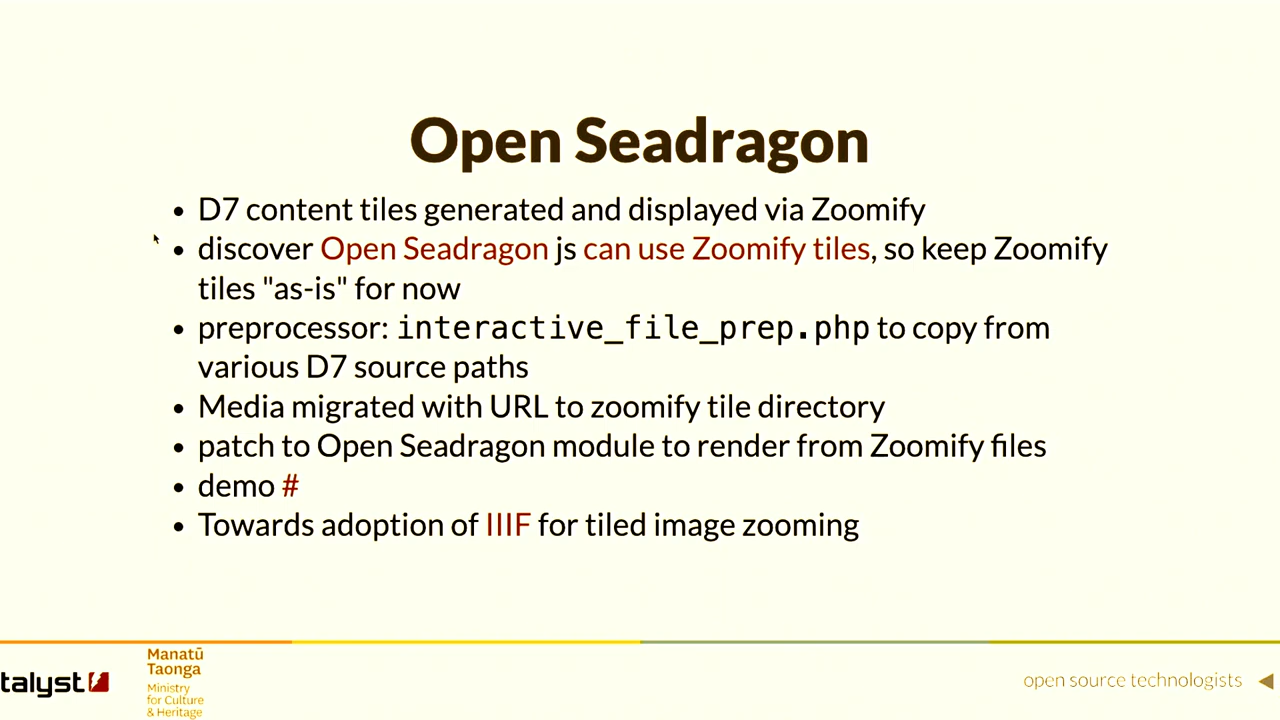 Open Seadragon
• D7 content tiles generated and displayed via Zoomify
• discover Open Seadragon js can use Zoomify tiles, so keep Zoomify
tiles "as-is" for now
• preprocessor: interactive_file_prep.php to copy from
various D7 source paths
• Media migrated with URL to zoomify tile directory
• patch to Open Seadragon module to render from Zoomify files
• demo #
• Towards adoption of IIIF for tiled image zooming
talyst
Manatū
Taonga
Ministry
for Culture
& Heritage
open source technologists